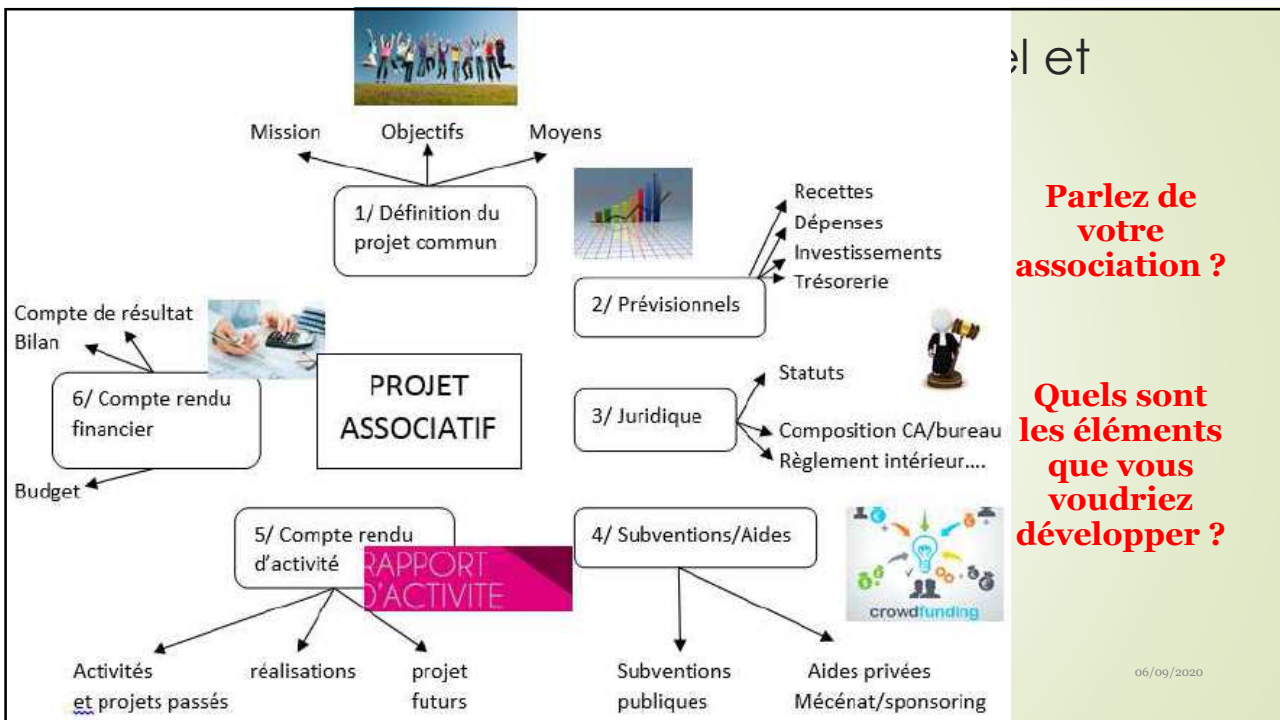 el et
Mission
Objectifs
Moyens
1/ Définition du
projet commun
Recettes
Dépenses
Investissements
Trésorerie
2/ Prévisionnels
Statuts
3/ Juridique
Composition CA/bureau
Règlement intérieur....
4/ Subventions/Aides
crowdfunding
Subventions
publiques
Aides privées
Mécénat/sponsoring
5/ Compte rendu
d'activité
RAPPORT
D'ACTIVITE
Activités
et projets passés
réalisations
projet
futurs
6/ Compte rendu
financier
Compte de résultat
Bilan
Budget
PROJET
ASSOCIATIF
Parlez de
votre
association ?
Quels sont
les éléments
que vous
voudriez
développer ?
06/09/2020